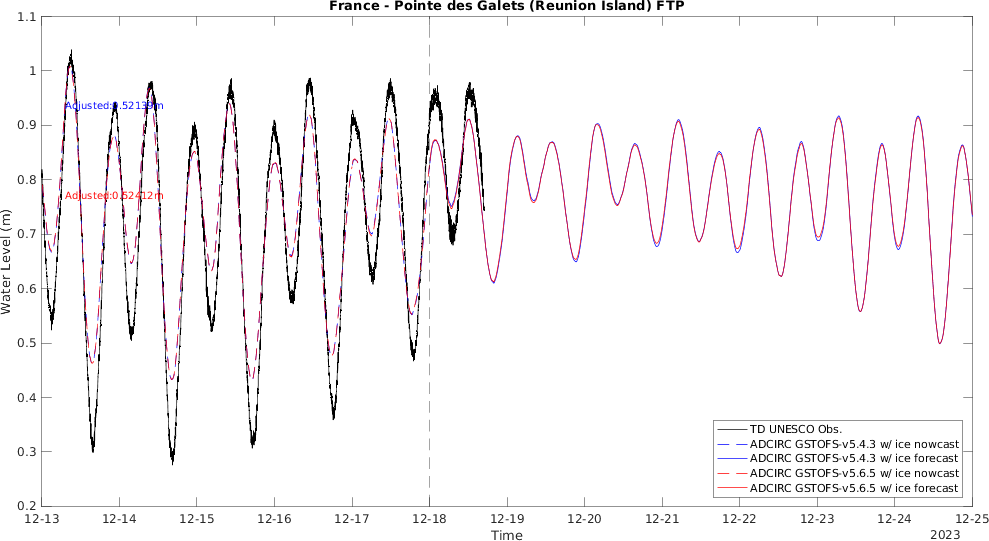 France - Pointe des Galets (Reunion Island) FTP
1.1
1
0.9
0.8
0.7
0.6
0.5
0.4
0.3
0.2
Water Level (m)
Adjusted:0.52139m
Adjusted:0.52412m
TD UNESCO Obs.
ADCIRC GSTOFS-v5.4.3 w/ ice nowcast
ADCIRC GSTOFS-v5.4.3 w/ ice forecast
ADCIRC GSTOFS-v5.6.5 w/ ice nowcast
ADCIRC GSTOFS-v5.6.5 w/ ice forecast
12-13 12-14 12-15 12-16 12-17 12-18 12-19 12-20 12-21 12-22 12-23 12-24 12-25
Time
2023